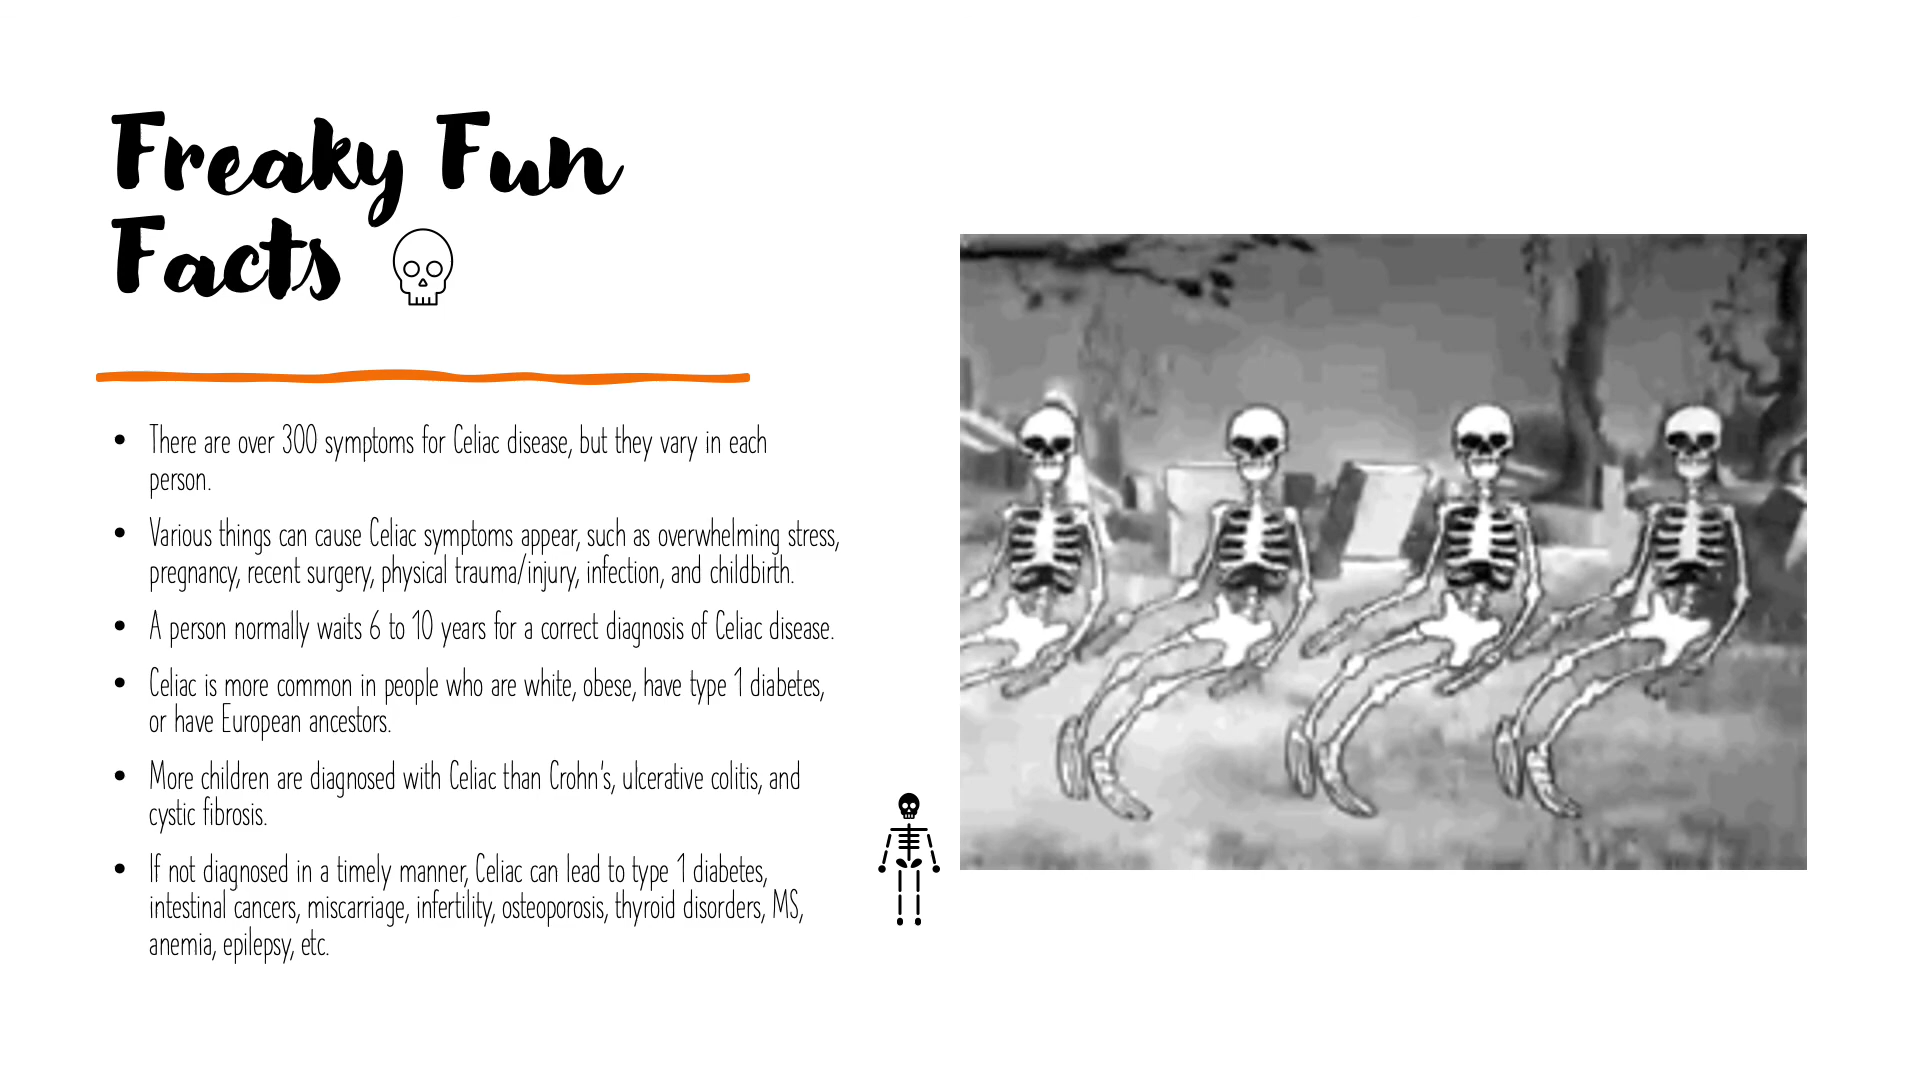 Freaky Fun
Facts
• There are over 300 symptoms for Celiac disease, but they vary in each
person.
• Various things can cause Celiac symptoms appear, such as overwhelming stress,
pregnancy, recent surgery, physical trauma/injury, infection, and childbirth.
• A person normally waits 6 to 10 years for a correct diagnosis of Celiac disease.
• Celiac is more common in people who are white, obese, have type 1 diabetes,
or have European ancestors.
• More children are diagnosed with Celiac than Crohn's, ulcerative colitis, and
cystic fibrosis.
• If not diagnosed in a timely manner, Celiac can lead to type 1 diabetes,
intestinal cancers, miscarriage, infertility, osteoporosis, thyroid disorders, MS,
anemia, epilepsy, etc.